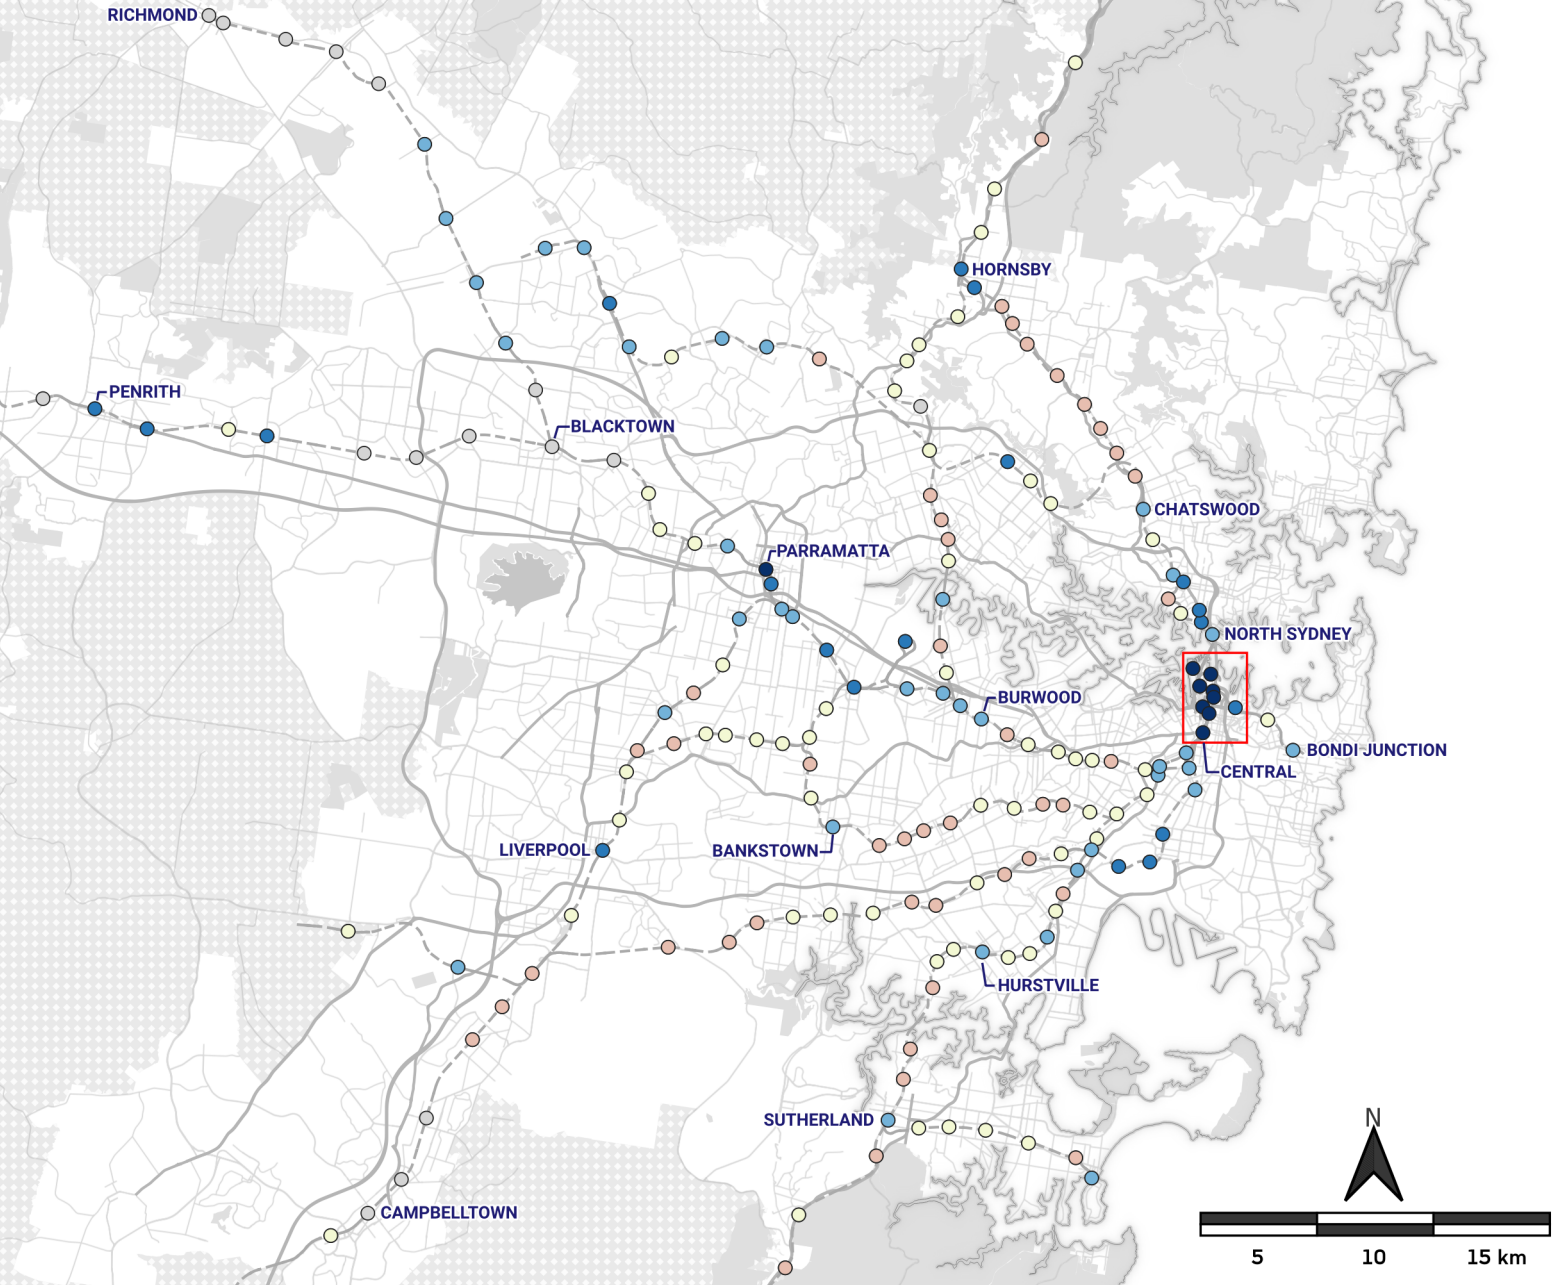 RICHMOND
HORNSBY
PENRITH
BLACKTOWN
CHATSWOOD
PARRAMATTA
NORTH SYDNEY
BURWOOD
BONDI JUNCTION
CENTRAL
LIVERPOOL
BANKSTOWN
HURSTVILLE
SUTHERLAND
N
CAMPBELLTOWN
5 10 15 km